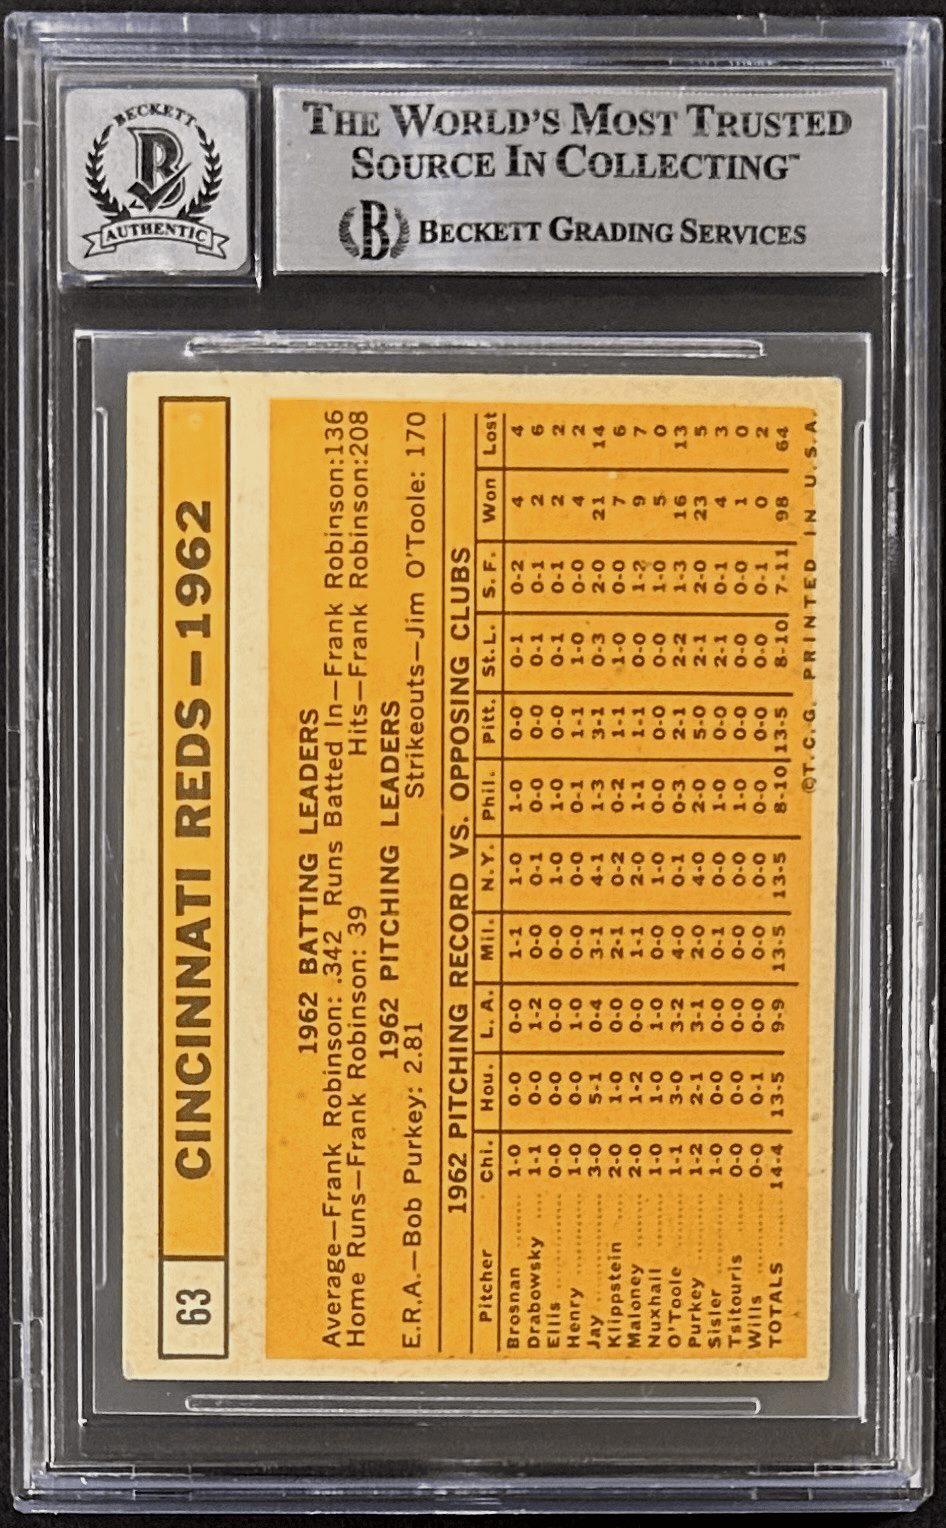 BECKETT
B
AUTHENTIC
THE WORLD'S MOST TRUSTED
SOURCE IN COLLECTING™
B BECKETT GRADING SERVICES
63 CINCINNATI REDS—1962
1962 BATTING LEADERS
Average—Frank Robinson: .342 Runs Batted In—Frank Robinson:136
Home Runs—Frank Robinson: 39 Hits—Frank Robinson:208
1962 PITCHING LEADERS
E.R.A.—Bob Purkey: 2.81 Strikeouts—Jim O'Toole: 170
1962 PITCHING RECORD VS. OPPOSING CLUBS
Pitcher Chi. Hou. L.A. Mil. N.Y. Phil. Pitt. St.L. S.F. Won Lost
Brosnan 1-0 0-0 0-0 1-1 1-0 1-0 0-0 0-1 0-2 4 4
Drabowsky 1-1 0-0 1-2 0-0 0-1 0-0 0-0 0-1 0-1 2 6
Ellis 0-0 0-0 0-0 0-0 1-0 1-0 0-0 0-1 0-1 2 2
Henry 1-0 0-0 1-0 0-0 0-0 0-1 1-1 1-0 0-0 4 2
Jay 3-0 5-1 0-4 3-1 4-1 1-3 3-1 0-3 2-0 21 14
Klippstein 2-0 1-0 0-0 2-1 0-2 0-2 1-1 1-0 0-0 7 6
Maloney 2-0 1-2 0-0 1-1 2-0 1-1 1-1 0-0 1-2 9 7
Nuxhall 1-0 1-0 1-0 0-0 1-0 0-0 0-0 0-0 1-0 5 0
O'Toole 1-1 3-0 3-2 4-0 0-1 0-3 2-1 2-2 1-3 16 13
Purkey 1-2 2-1 3-1 2-0 4-0 2-0 5-0 2-1 2-0 23 5
Sisler 1-0 0-0 0-0 0-1 0-0 1-0 0-0 2-1 0-1 4 3
Tsitouris 0-0 0-0 0-0 0-0 0-0 1-0 0-0 0-0 0-0 1 0
Wills 0-0 0-1 0-0 0-0 0-0 0-0 0-0 0-0 0-1 0 2
TOTALS 14-4 13-5 9-9 13-5 13-5 8-10 13-5 8-10 7-11 98 64
©T.C.G. PRINTED IN U.S.A.